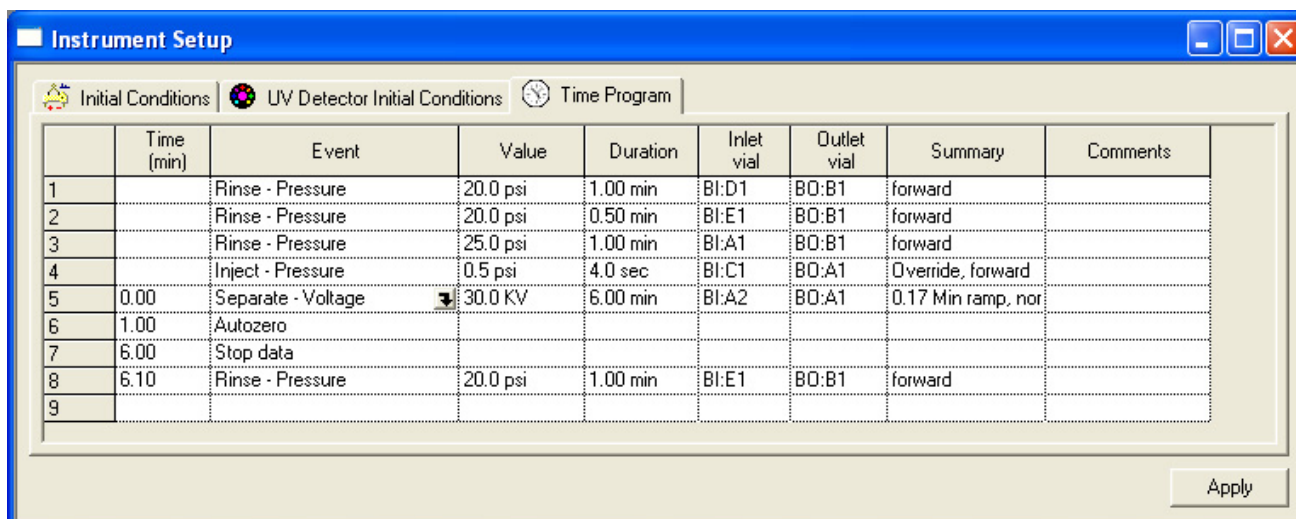 Instrument Setup
Initial Conditions UV Detector Initial Conditions Time Program
Time (min) Event Value Duration Inlet vial Outlet vial Summary Comments
1 Rinse - Pressure 20.0 psi 1.00 min BI:D1 BO:B1 forward
2 Rinse - Pressure 20.0 psi 0.50 min BI:E1 BO:B1 forward
3 Rinse - Pressure 25.0 psi 1.00 min BI:A1 BO:B1 forward
4 Inject - Pressure 0.5 psi 4.0 sec BI:C1 BO:A1 Override, forward
5 0.00 Separate - Voltage 30.0 KV 6.00 min BI:A2 BO:A1 0.17 Min ramp, nor
6 1.00 Autozero
7 6.00 Stop data
8 6.10 Rinse - Pressure 20.0 psi 1.00 min BI:E1 BO:B1 forward
9
Apply